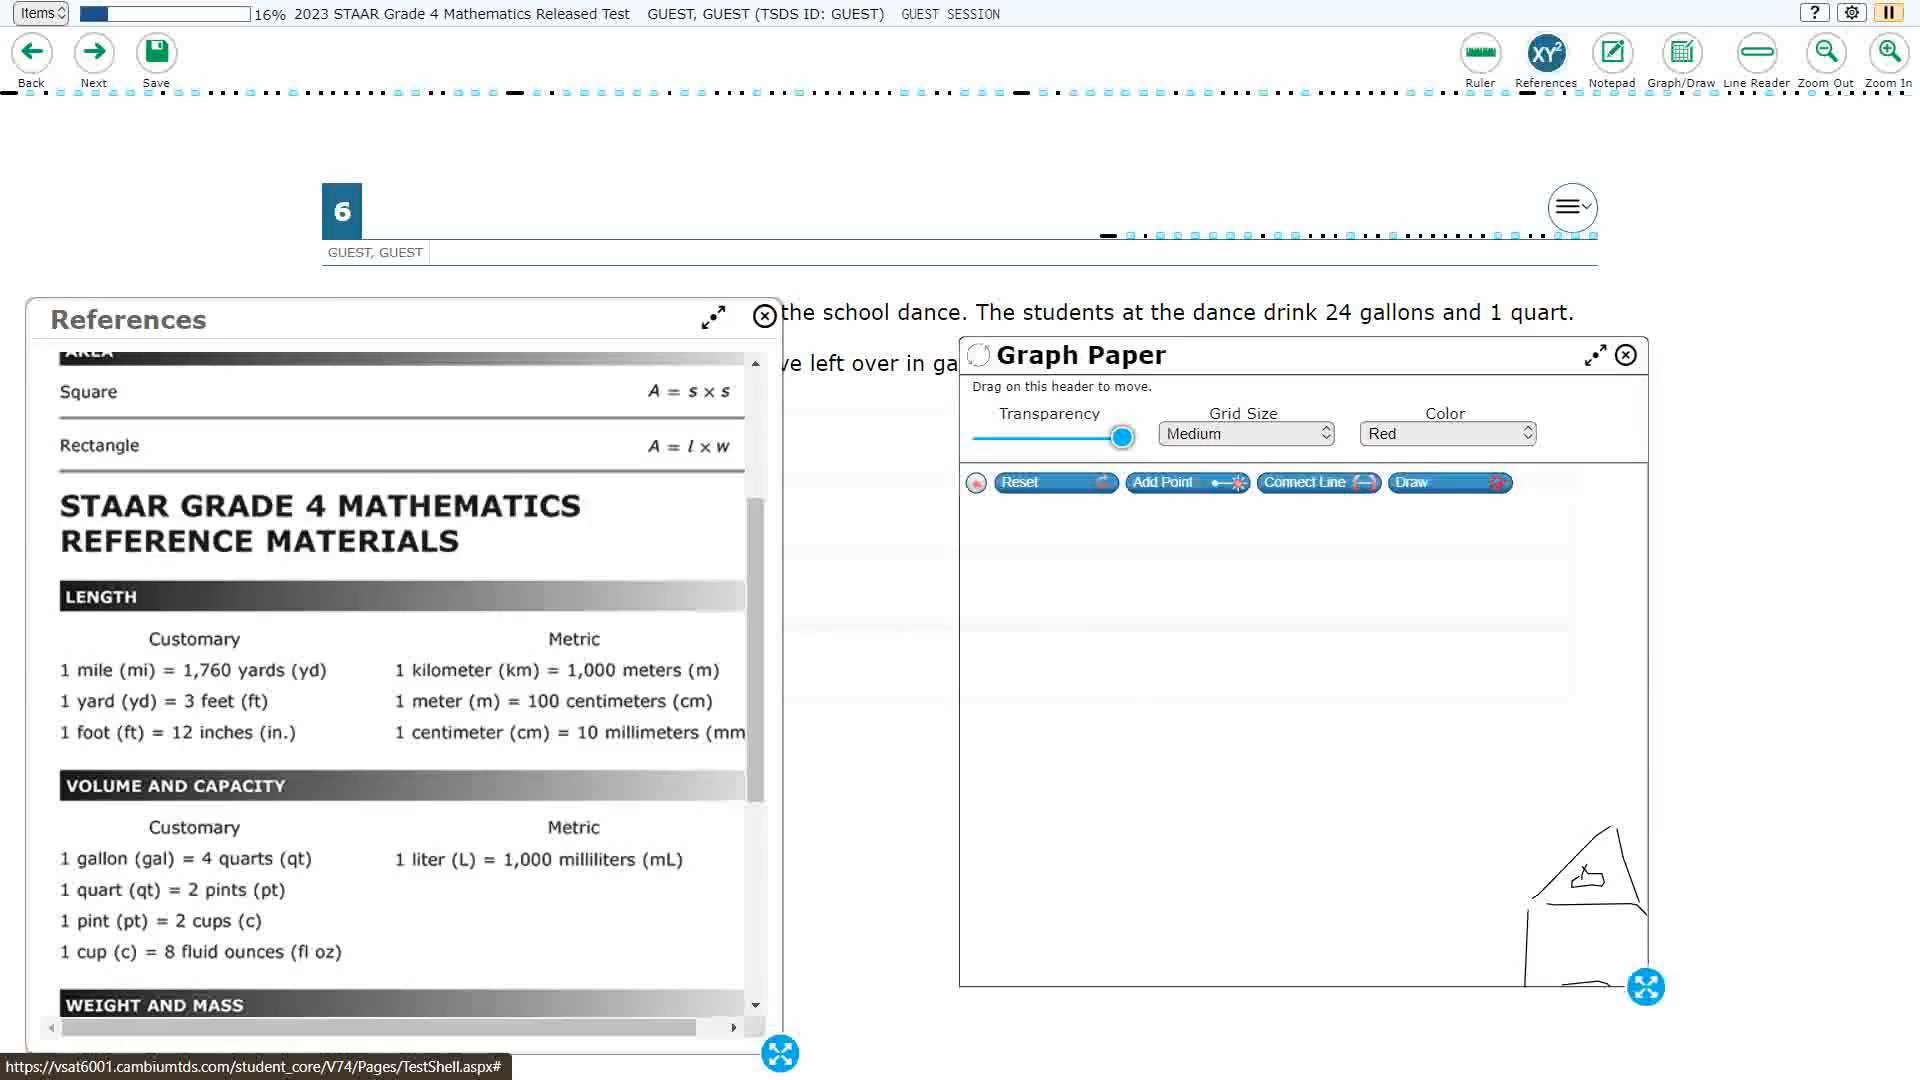 Items
16%
2023 STAAR Grade 4 Mathematics Released Test
GUEST, GUEST (TSDS ID: GUEST)
GUEST SESSION
?
Back
Next
Save
Ruler
XY²
References
Notepad
Graph/Draw
Line Reader
Zoom Out
Zoom In
6
GUEST, GUEST
the school dance. The students at the dance drink 24 gallons and 1 quart.
ve left over in ga
References
AREA
Square A = s × s
Rectangle A = l × w
STAAR GRADE 4 MATHEMATICS
REFERENCE MATERIALS
LENGTH
Customary Metric
1 mile (mi) = 1,760 yards (yd) 1 kilometer (km) = 1,000 meters (m)
1 yard (yd) = 3 feet (ft) 1 meter (m) = 100 centimeters (cm)
1 foot (ft) = 12 inches (in.) 1 centimeter (cm) = 10 millimeters (mm
VOLUME AND CAPACITY
Customary Metric
1 gallon (gal) = 4 quarts (qt) 1 liter (L) = 1,000 milliliters (mL)
1 quart (qt) = 2 pints (pt)
1 pint (pt) = 2 cups (c)
1 cup (c) = 8 fluid ounces (fl oz)
WEIGHT AND MASS
Graph Paper
Drag on this header to move.
Transparency Grid Size Color
Medium Red
Reset Add Point Connect Line Draw
https://vsat6001.cambiumtds.com/student_core/V74/Pages/TestShell.aspx#